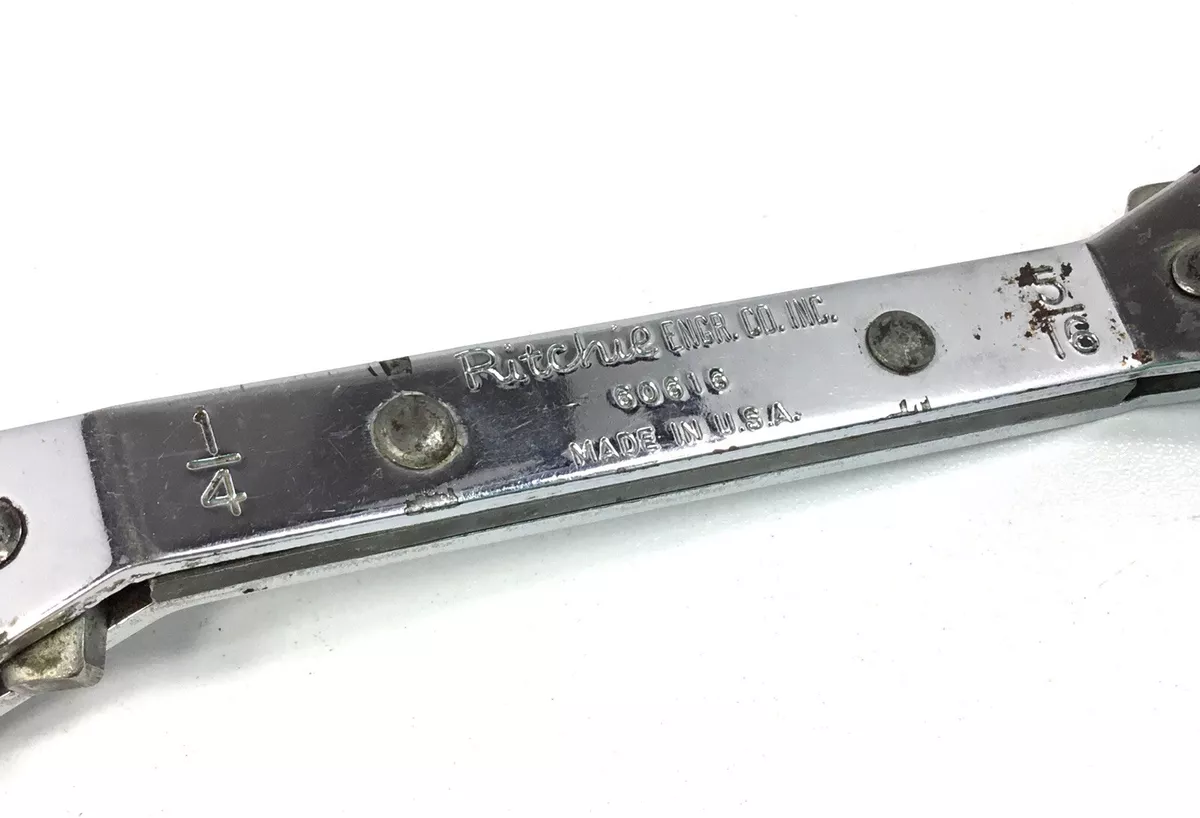 Ritchie ENGR. CO. INC.
60616
MADE IN U.S.A.
1/4
5/16